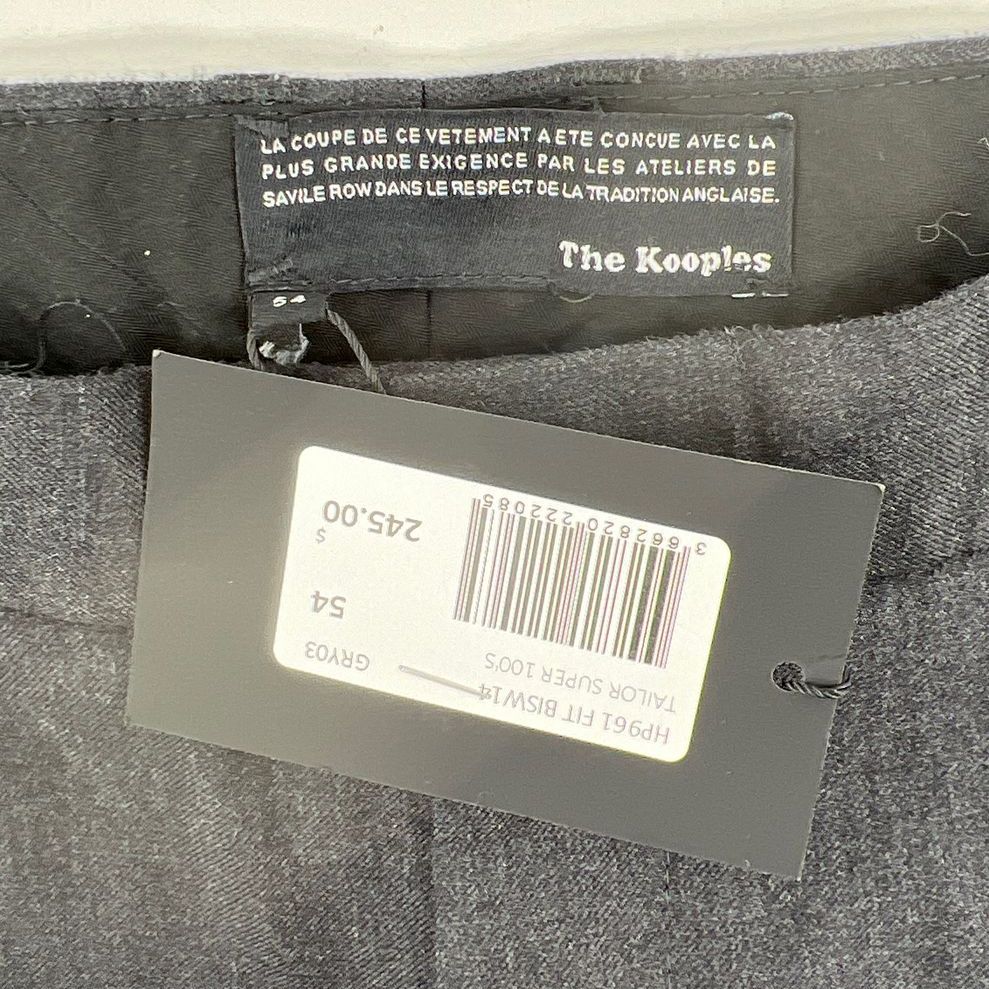 LA COUPE DE CE VETEMENT A ETE CONCUE AVEC LA
PLUS GRANDE EXIGENCE PAR LES ATELIERS DE
SAVILE ROW DANS LE RESPECT DE LA TRADITION ANGLAISE.
The Kooples
54
HP961 FIT BISW14
TAILOR SUPER 100'S
GRY03
54
$
245.00
3 662820 222085